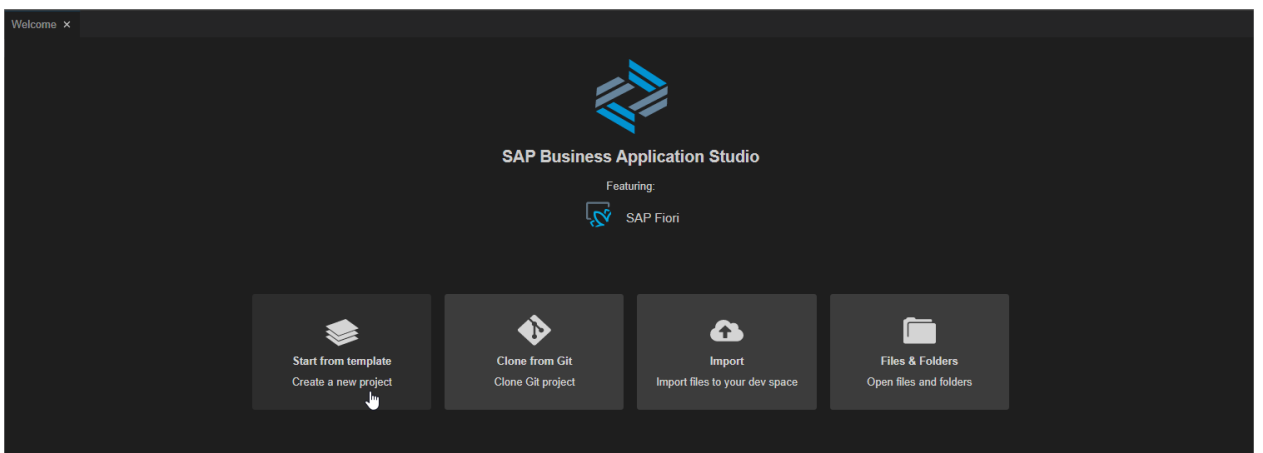 Welcome ×
SAP Business Application Studio
Featuring:
SAP Fiori
Start from template
Create a new project
Clone from Git
Clone Git project
Import
Import files to your dev space
Files & Folders
Open files and folders